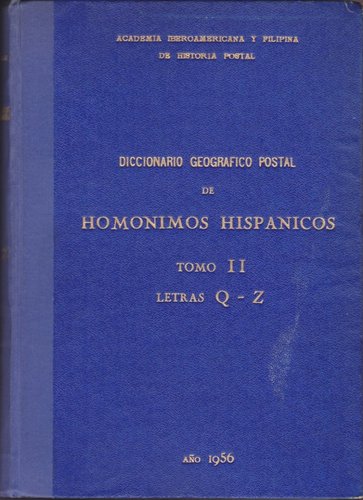 ACADEMIA IBEROAMERICANA Y FILIPINA
DE HISTORIA POSTAL
DICCIONARIO GEOGRAFICO POSTAL
DE
HOMONIMOS HISPANICOS
TOMO II
LETRAS Q - Z
AÑO 1956